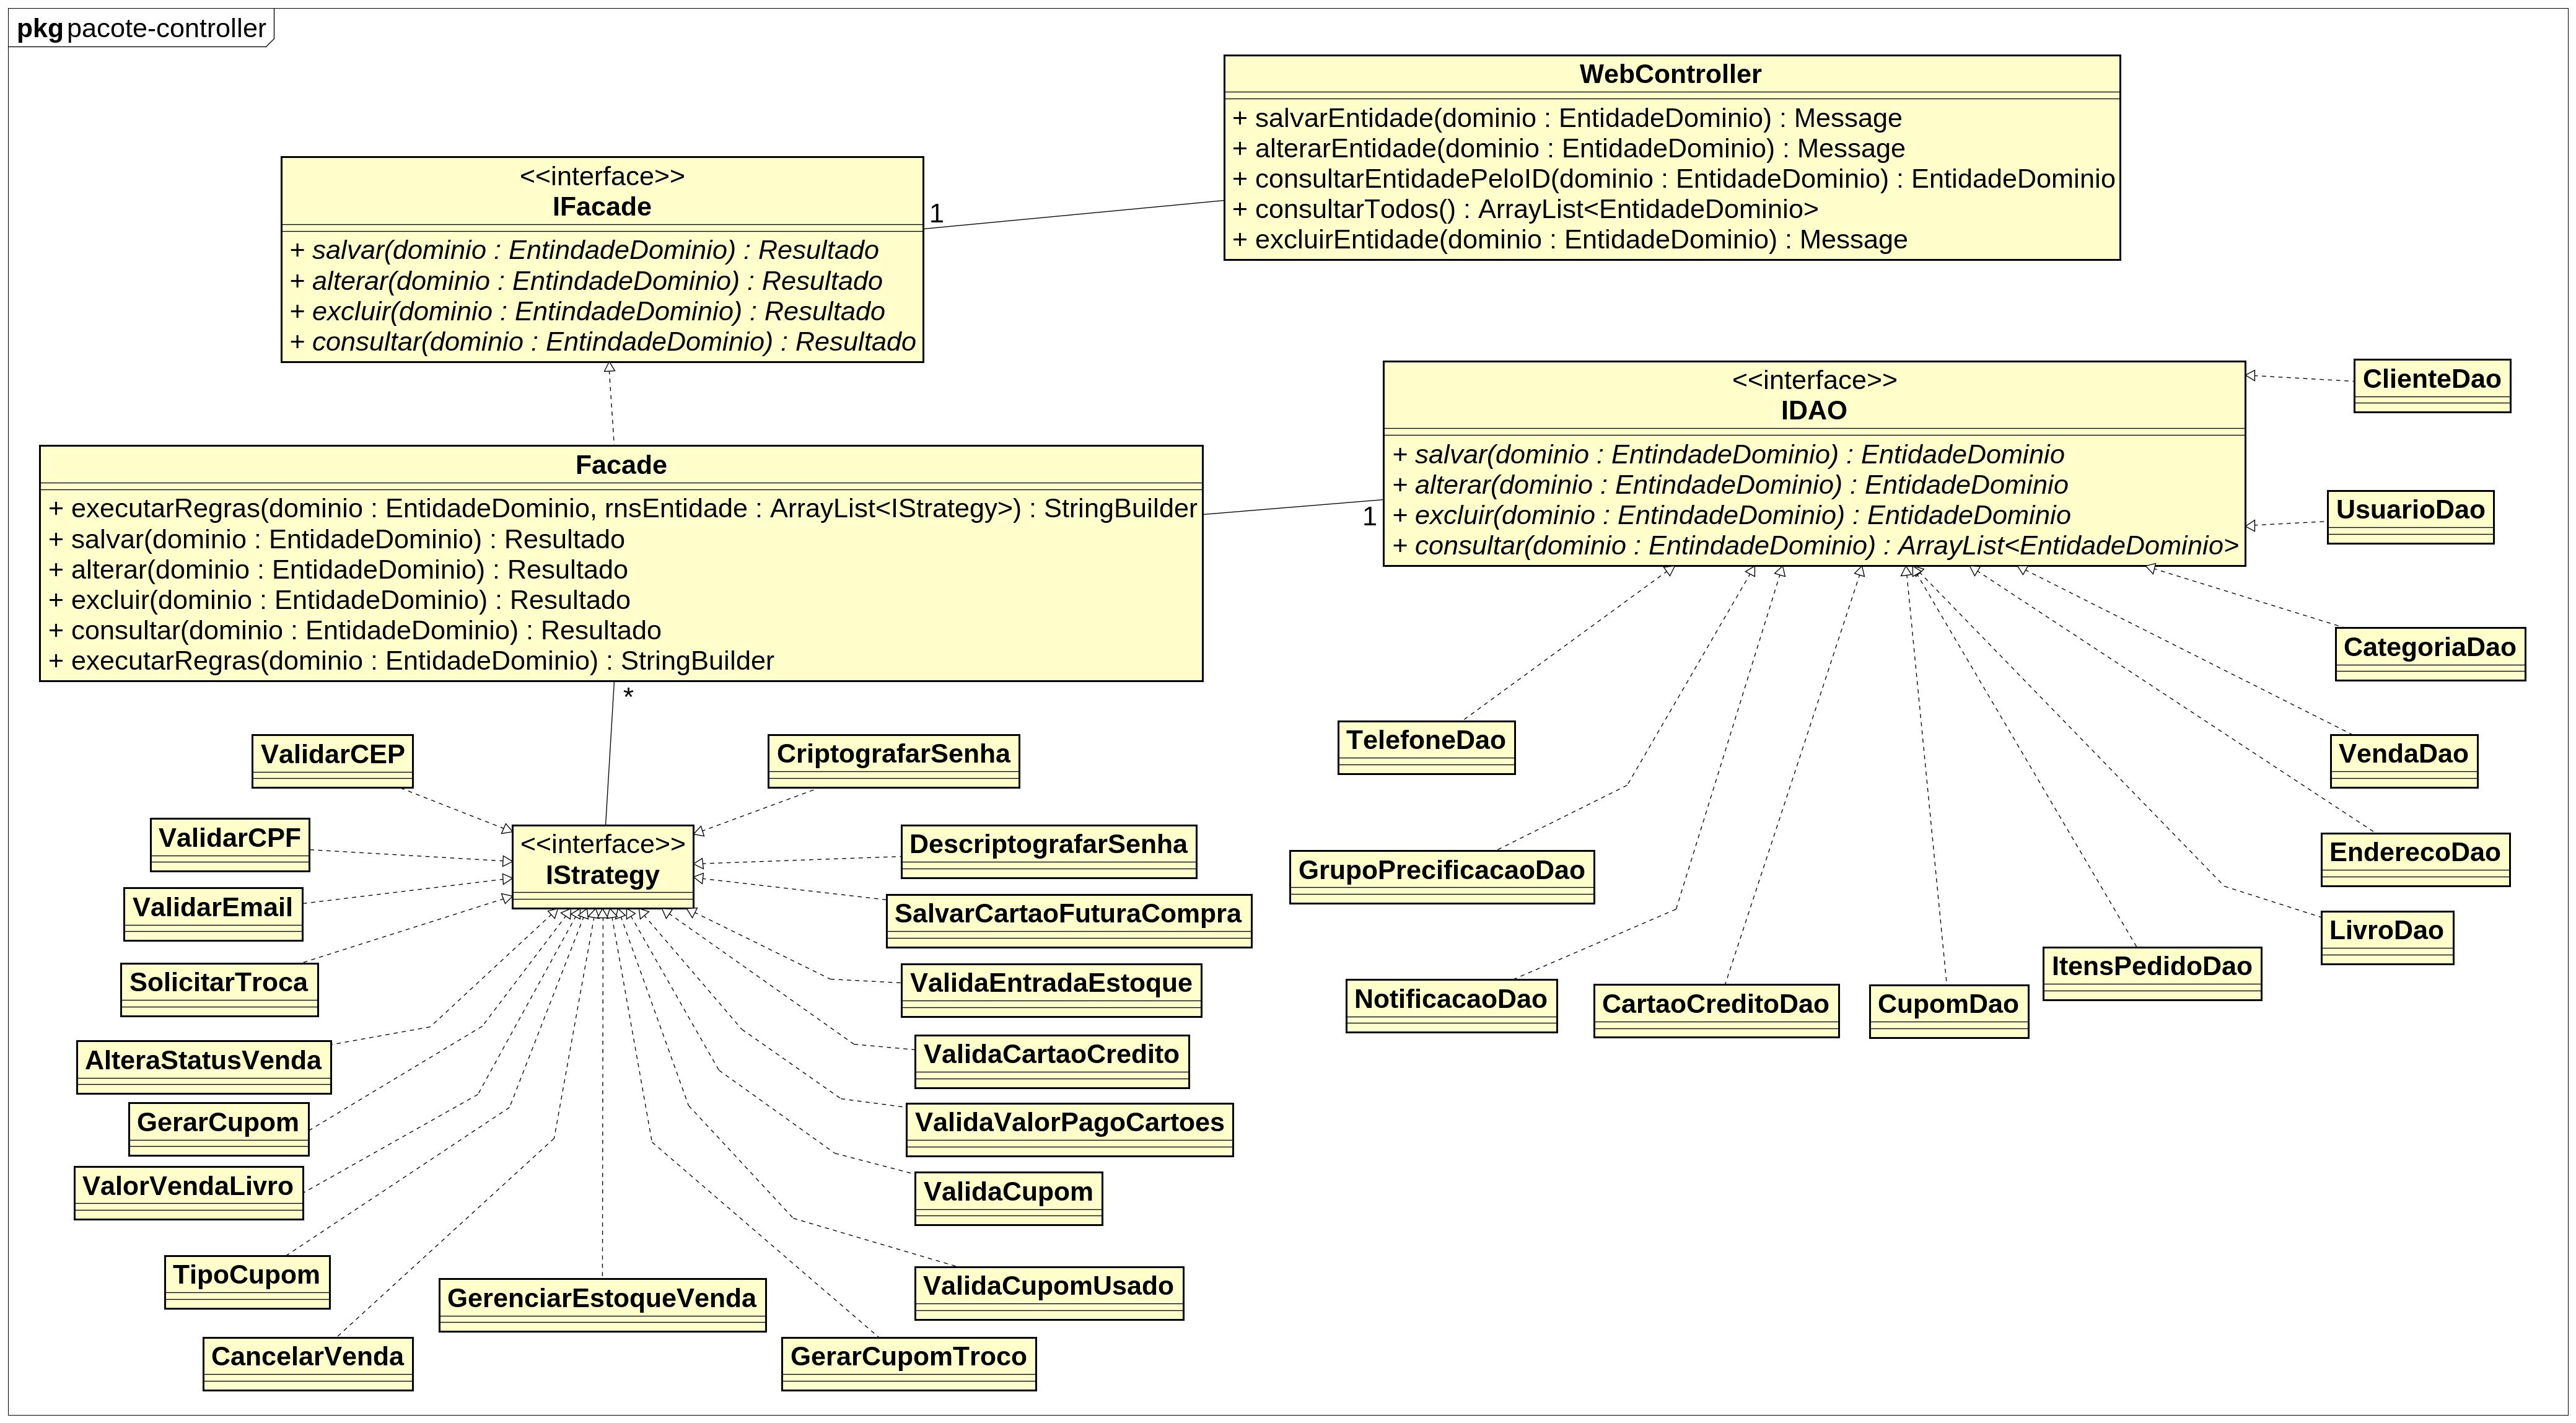 pkg pacote-controller
WebController
+ salvarEntidade(dominio : EntidadeDominio) : Message
+ alterarEntidade(dominio : EntidadeDominio) : Message
+ consultarEntidadePeloID(dominio : EntidadeDominio) : EntidadeDominio
+ consultarTodos() : ArrayList<EntidadeDominio>
+ excluirEntidade(dominio : EntidadeDominio) : Message
<<interface>>
IFacade
+ salvar(dominio : EntindadeDominio) : Resultado
+ alterar(dominio : EntindadeDominio) : Resultado
+ excluir(dominio : EntindadeDominio) : Resultado
+ consultar(dominio : EntindadeDominio) : Resultado
1
Facade
+ executarRegras(dominio : EntidadeDominio, rnsEntidade : ArrayList<IStrategy>) : StringBuilder
+ salvar(dominio : EntidadeDominio) : Resultado
+ alterar(dominio : EntidadeDominio) : Resultado
+ excluir(dominio : EntidadeDominio) : Resultado
+ consultar(dominio : EntidadeDominio) : Resultado
+ executarRegras(dominio : EntidadeDominio) : StringBuilder
*
1
<<interface>>
IDAO
+ salvar(dominio : EntindadeDominio) : EntidadeDominio
+ alterar(dominio : EntindadeDominio) : EntidadeDominio
+ excluir(dominio : EntindadeDominio) : EntidadeDominio
+ consultar(dominio : EntindadeDominio) : ArrayList<EntidadeDominio>
ClienteDao
UsuarioDao
CategoriaDao
VendaDao
EnderecoDao
LivroDao
ItensPedidoDao
CupomDao
CartaoCreditoDao
NotificacaoDao
GrupoPrecificacaoDao
TelefoneDao
<<interface>>
IStrategy
ValidarCEP
ValidarCPF
ValidarEmail
SolicitarTroca
AlteraStatusVenda
GerarCupom
ValorVendaLivro
TipoCupom
CancelarVenda
GerenciarEstoqueVenda
GerarCupomTroco
ValidaCupomUsado
ValidaCupom
ValidaValorPagoCartoes
ValidaCartaoCredito
ValidaEntradaEstoque
SalvarCartaoFuturaCompra
DescriptografarSenha
CriptografarSenha